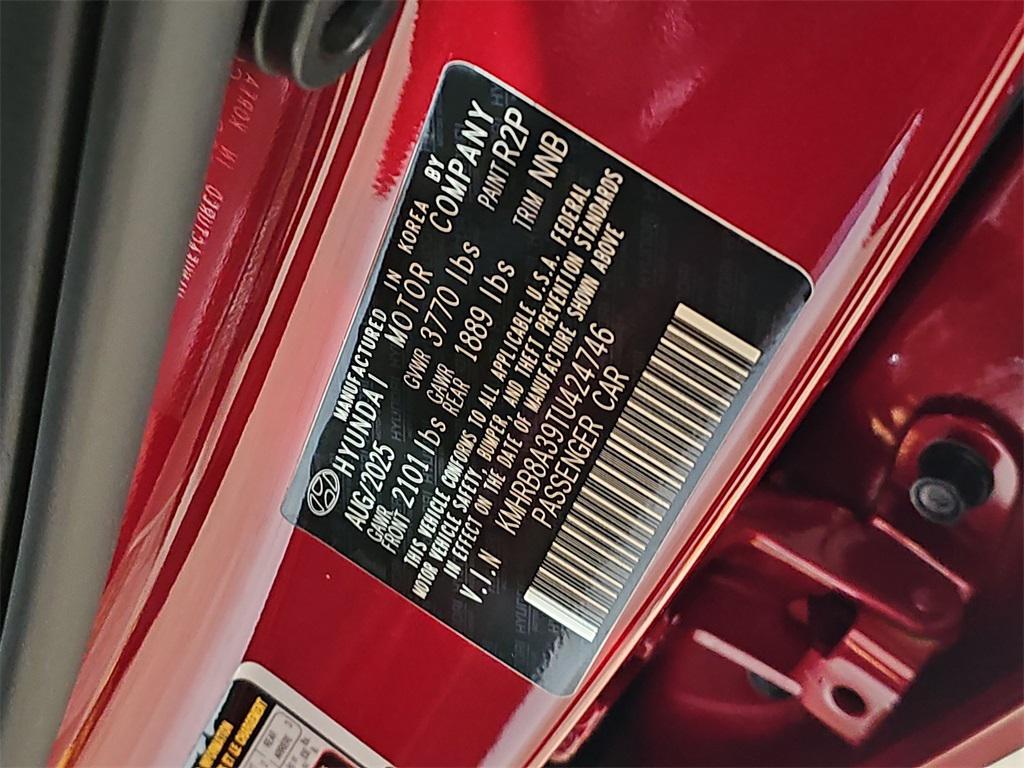 MANUFACTURED IN KOREA BY
HYUNDAI MOTOR COMPANY
AUG/2025 GVWR 3770 lbs PAINT R2P
GAWR FRONT 2101 lbs GAWR REAR 1889 lbs TRIM NNB
THIS VEHICLE CONFORMS TO ALL APPLICABLE U.S.A. FEDERAL
MOTOR VEHICLE SAFETY, BUMPER, AND THEFT PREVENTION STANDARDS
IN EFFECT ON THE DATE OF MANUFACTURE SHOWN ABOVE
V.I.N KMHRB8A39TU424746
PASSENGER CAR
REAR
ARRIERE